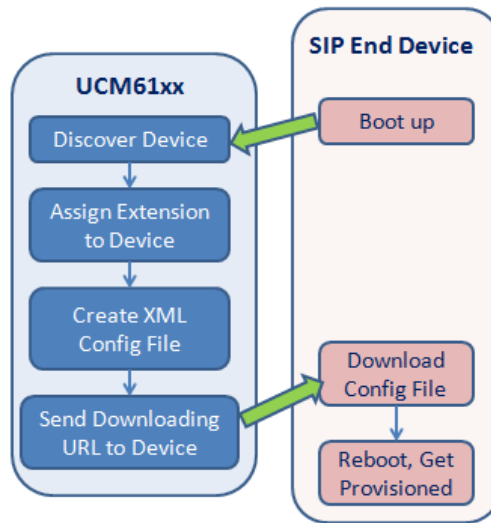 SIP End Device
UCM61xx
Boot up
Discover Device
Assign Extension
to Device
Create XML
Config File
Send Downloading
URL to Device
Download
Config File
Reboot, Get
Provisioned